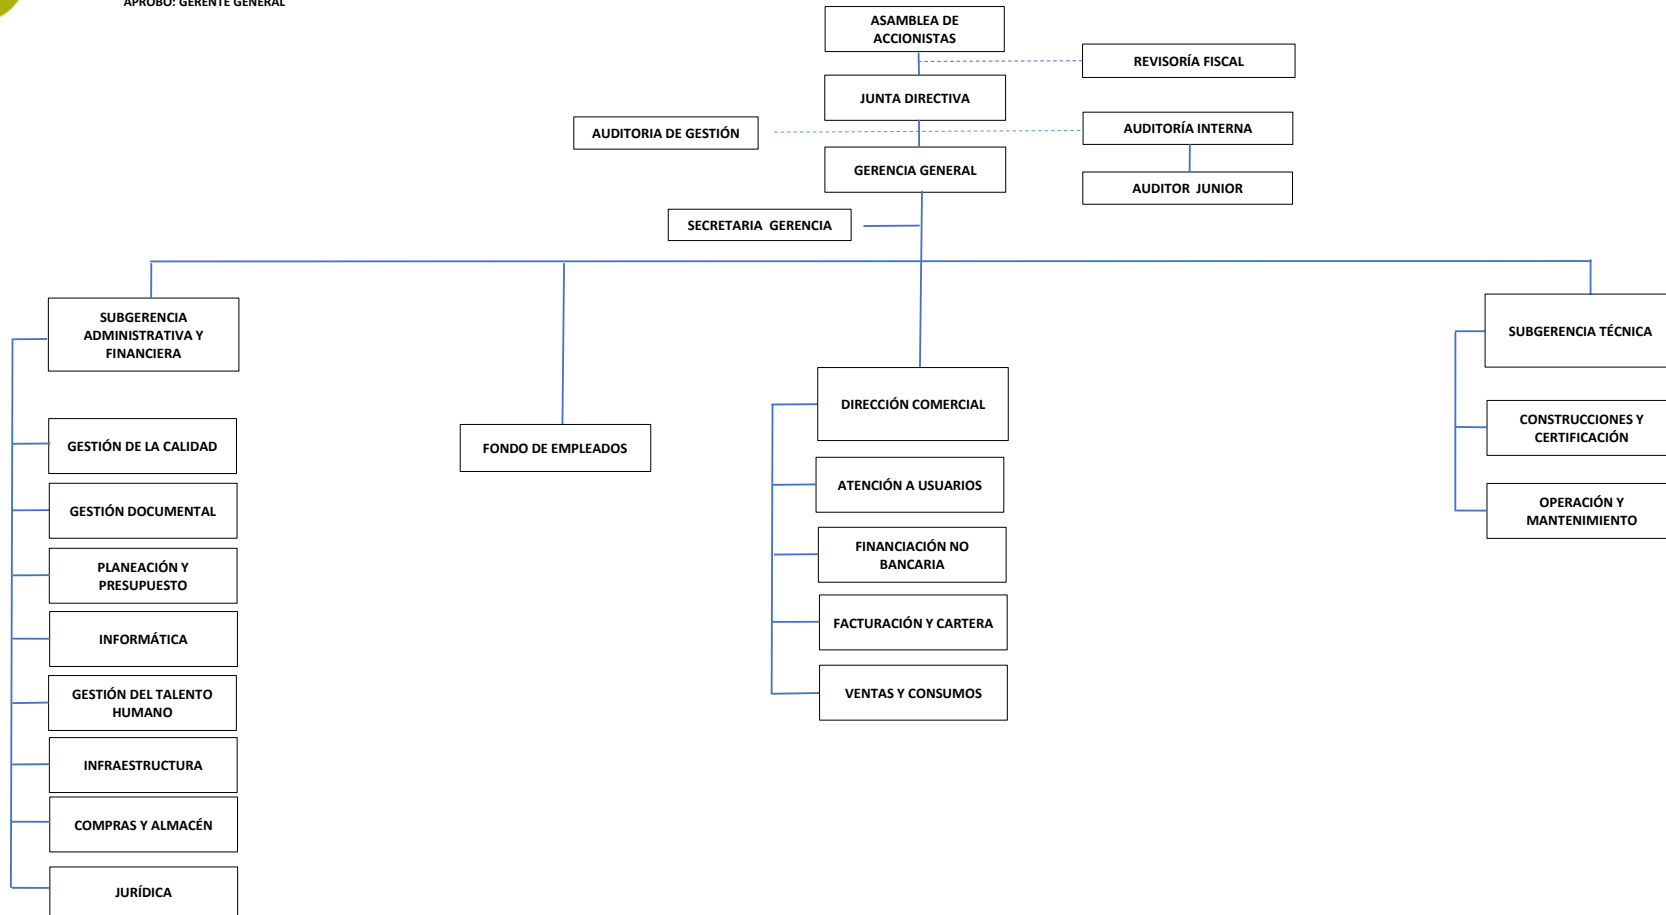 APROBÓ: GERENTE GENERAL
ASAMBLEA DE
ACCIONISTAS
REVISORÍA FISCAL
JUNTA DIRECTIVA
AUDITORIA DE GESTIÓN
AUDITORÍA INTERNA
GERENCIA GENERAL
AUDITOR JUNIOR
SECRETARIA GERENCIA
SUBGERENCIA
ADMINISTRATIVA Y
FINANCIERA
GESTIÓN DE LA CALIDAD
GESTIÓN DOCUMENTAL
PLANEACIÓN Y
PRESUPUESTO
INFORMÁTICA
GESTIÓN DEL TALENTO
HUMANO
INFRAESTRUCTURA
COMPRAS Y ALMACÉN
JURÍDICA
FONDO DE EMPLEADOS
DIRECCIÓN COMERCIAL
ATENCIÓN A USUARIOS
FINANCIACIÓN NO
BANCARIA
FACTURACIÓN Y CARTERA
VENTAS Y CONSUMOS
SUBGERENCIA TÉCNICA
CONSTRUCCIONES Y
CERTIFICACIÓN
OPERACIÓN Y
MANTENIMIENTO